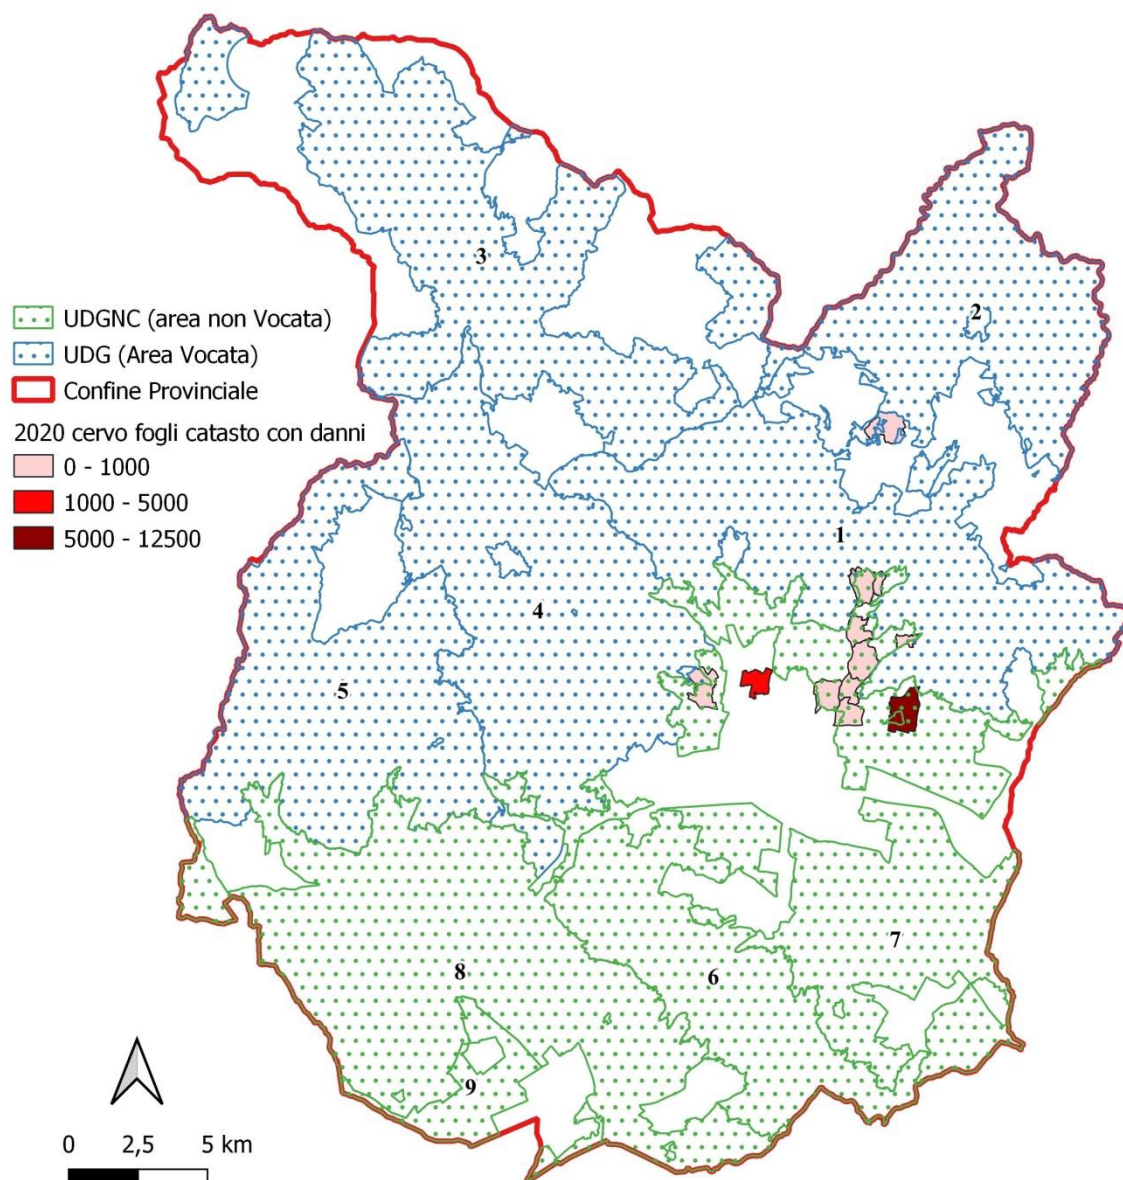 3
2
UDGNC (area non Vocata)
UDG (Area Vocata)
Confine Provinciale
2020 cervo fogli catasto con danni
0 - 1000
1000 - 5000
5000 - 12500
1
4
5
7
8
6
9
0 2,5 5 km